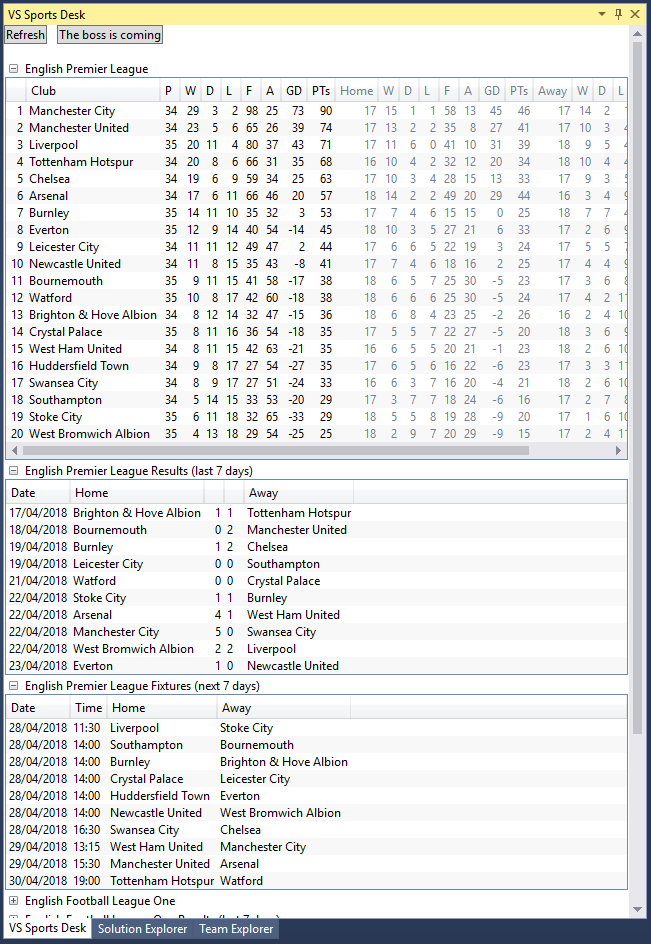 VS Sports Desk
Refresh The boss is coming
English Premier League
Club P W D L F A GD PTs Home W D L F A GD PTs Away W D L
1 Manchester City 34 29 3 2 98 25 73 90 17 15 1 1 58 13 45 46 17 14 2
2 Manchester United 34 23 5 6 65 26 39 74 17 13 2 2 35 8 27 41 17 10 3
3 Liverpool 35 20 11 4 80 37 43 71 17 11 6 0 41 10 31 39 18 9 5
4 Tottenham Hotspur 34 20 8 6 66 31 35 68 16 10 4 2 32 12 20 34 18 10 4
5 Chelsea 34 19 6 9 59 34 25 63 17 10 3 4 28 15 13 33 17 9 3
6 Arsenal 34 17 6 11 66 46 20 57 18 14 2 2 49 20 29 44 16 3 4
7 Burnley 35 14 11 10 35 32 3 53 17 7 4 6 15 15 0 25 18 7 7
8 Everton 35 12 9 14 40 54 -14 45 18 10 3 5 27 21 6 33 17 2 6
9 Leicester City 34 11 11 12 49 47 2 44 17 6 6 5 22 19 3 24 17 5 5
10 Newcastle United 34 11 8 15 35 43 -8 41 17 7 4 6 18 16 2 25 17 4 4
11 Bournemouth 35 9 11 15 41 58 -17 38 18 6 5 7 25 30 -5 23 17 3 6
12 Watford 35 10 8 17 42 60 -18 38 18 6 6 6 25 30 -5 24 17 4 2
13 Brighton & Hove Albion 34 8 12 14 32 47 -15 36 18 6 8 4 23 25 -2 26 16 2 4
14 Crystal Palace 35 8 11 16 36 54 -18 35 17 5 5 7 22 27 -5 20 18 3 6
15 West Ham United 34 8 11 15 42 63 -21 35 16 6 5 5 20 21 -1 23 18 2 6
16 Huddersfield Town 34 9 8 17 27 54 -27 35 17 6 5 6 16 22 -6 23 17 3 3
17 Swansea City 34 8 9 17 27 51 -24 33 16 6 3 7 16 20 -4 21 18 2 6
18 Southampton 34 5 14 15 33 53 -20 29 17 3 7 7 18 24 -6 16 17 2 7
19 Stoke City 35 6 11 18 32 65 -33 29 18 5 5 8 19 28 -9 20 17 1 6
20 West Bromwich Albion 35 4 13 18 29 54 -25 25 18 2 9 7 20 29 -9 15 17 2 4
English Premier League Results (last 7 days)
Date Home Away
17/04/2018 Brighton & Hove Albion 1 1 Tottenham Hotspur
18/04/2018 Bournemouth 0 2 Manchester United
19/04/2018 Burnley 1 2 Chelsea
19/04/2018 Leicester City 0 0 Southampton
21/04/2018 Watford 0 0 Crystal Palace
22/04/2018 Stoke City 1 1 Burnley
22/04/2018 Arsenal 4 1 West Ham United
22/04/2018 Manchester City 5 0 Swansea City
22/04/2018 West Bromwich Albion 2 2 Liverpool
23/04/2018 Everton 1 0 Newcastle United
English Premier League Fixtures (next 7 days)
Date Time Home Away
28/04/2018 11:30 Liverpool Stoke City
28/04/2018 14:00 Southampton Bournemouth
28/04/2018 14:00 Burnley Brighton & Hove Albion
28/04/2018 14:00 Crystal Palace Leicester City
28/04/2018 14:00 Huddersfield Town Everton
28/04/2018 14:00 Newcastle United West Bromwich Albion
28/04/2018 16:30 Swansea City Chelsea
29/04/2018 13:15 West Ham United Manchester City
29/04/2018 15:30 Manchester United Arsenal
30/04/2018 19:00 Tottenham Hotspur Watford
English Football League One
VS Sports Desk Solution Explorer Team Explorer